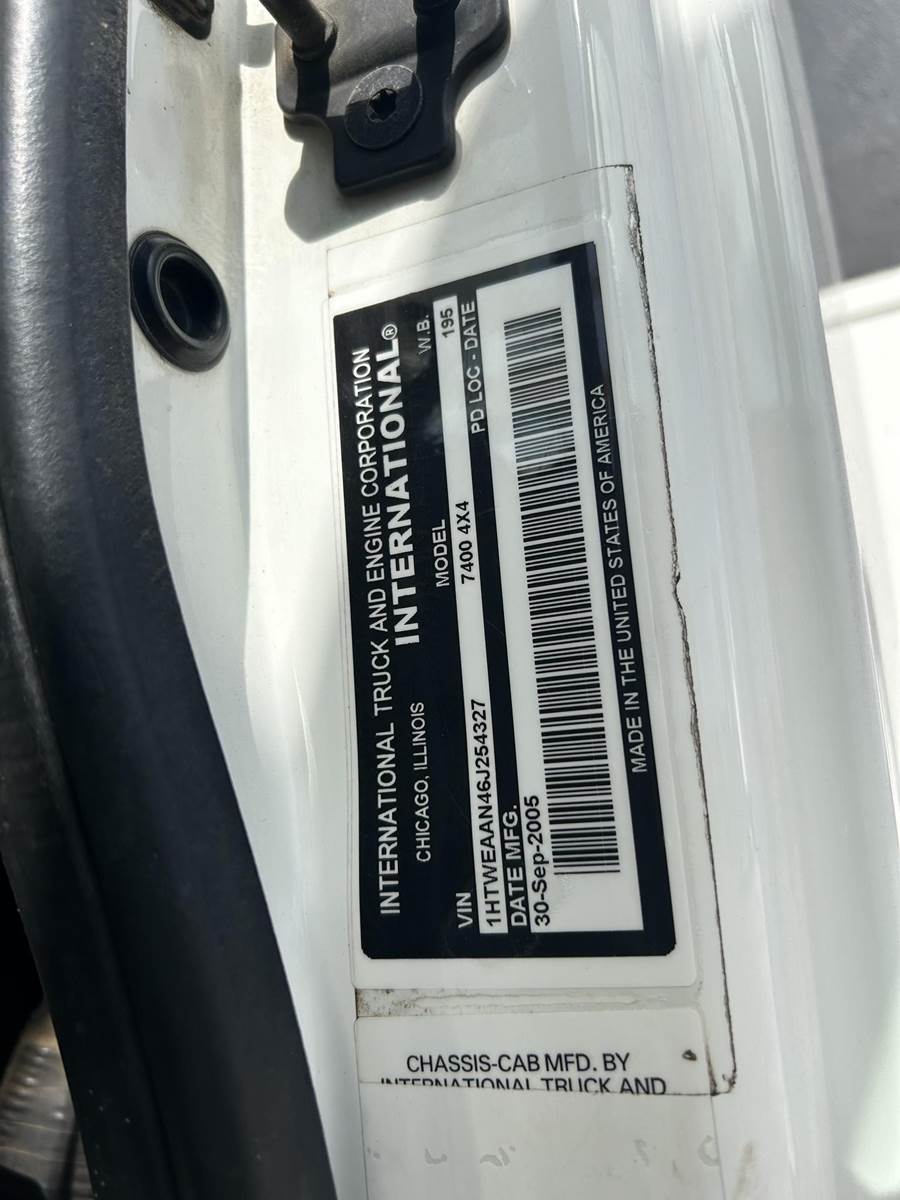 INTERNATIONAL TRUCK AND ENGINE CORPORATION
CHICAGO, ILLINOIS
INTERNATIONAL®
VIN
MODEL
W.B.
1HTWEAAN46J254327
7400 4X4
195
DATE MFG.
PD LOC - DATE
30-Sep-2005
MADE IN THE UNITED STATES OF AMERICA
CHASSIS-CAB MFD. BY
INTERNATIONAL TRUCK AND